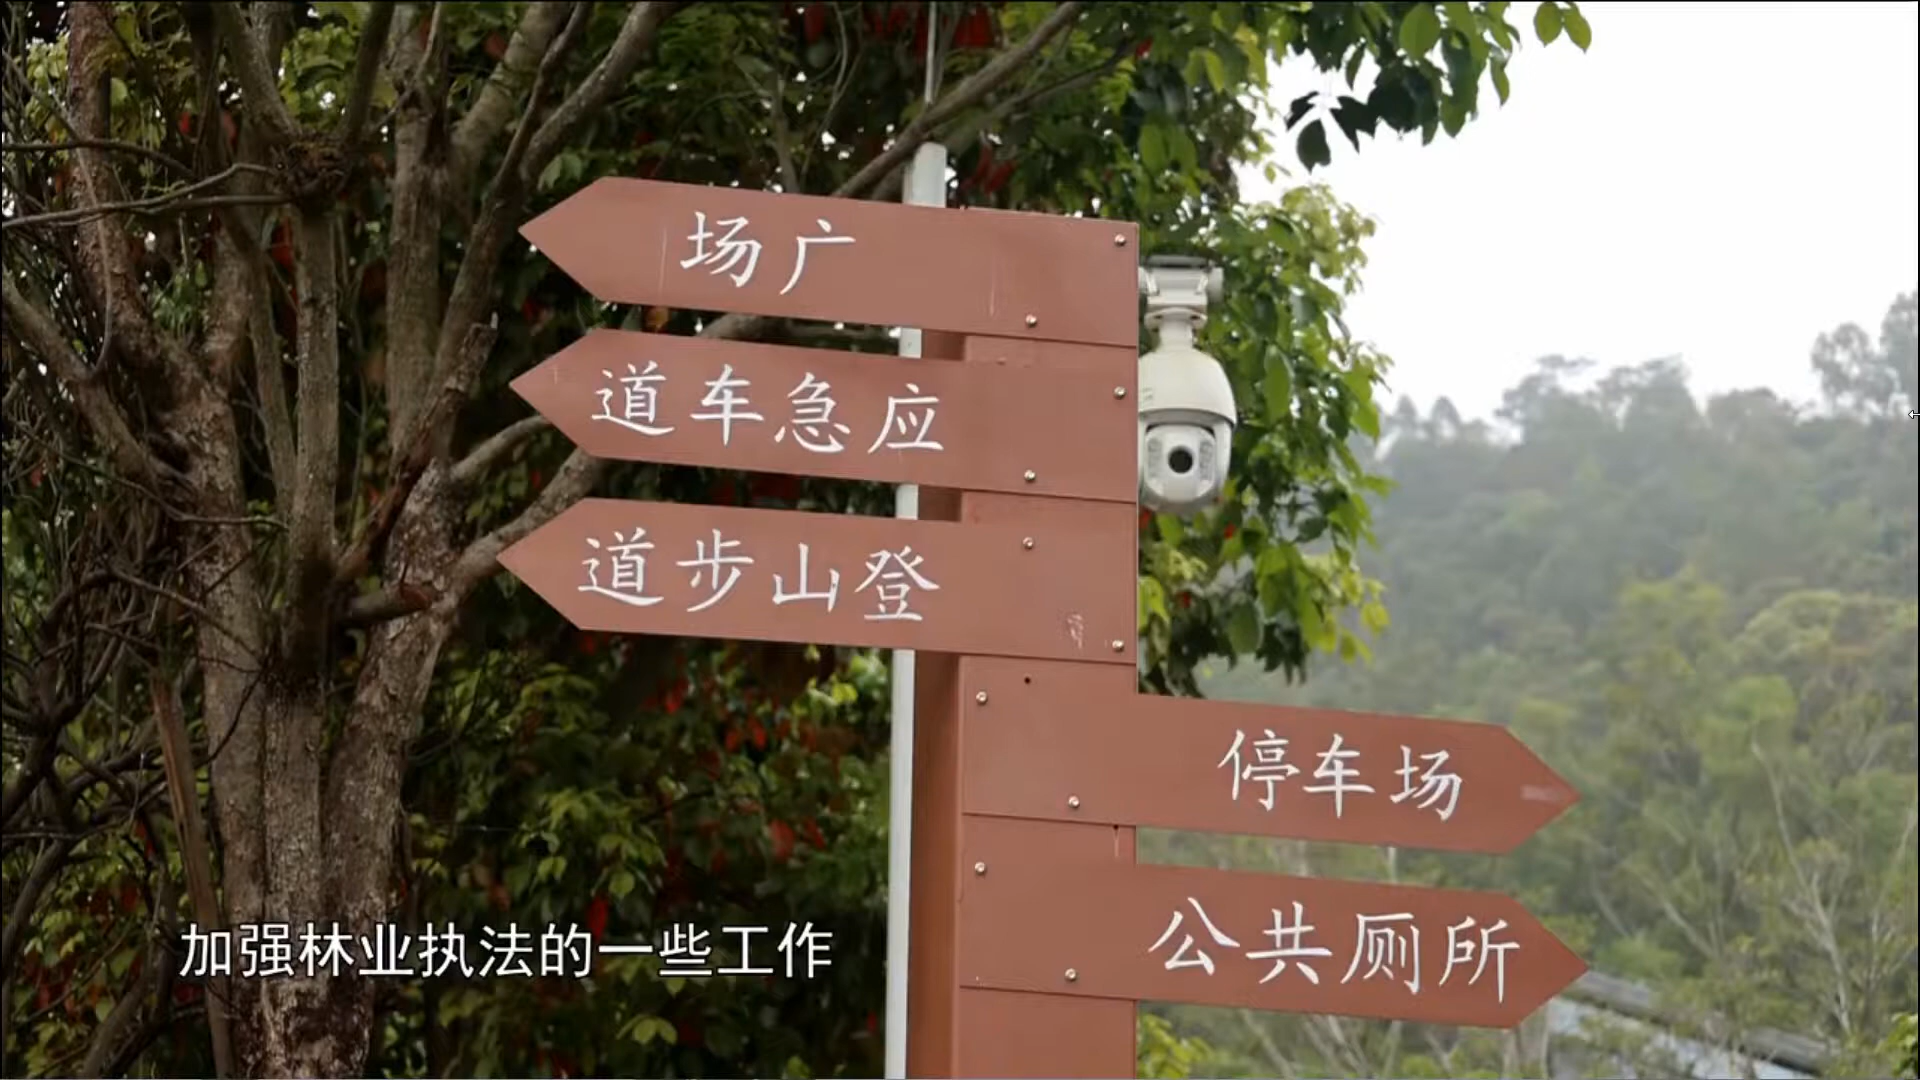 场广
道车急应
道步山登
停车场
公共厕所
加强林业执法的一些工作